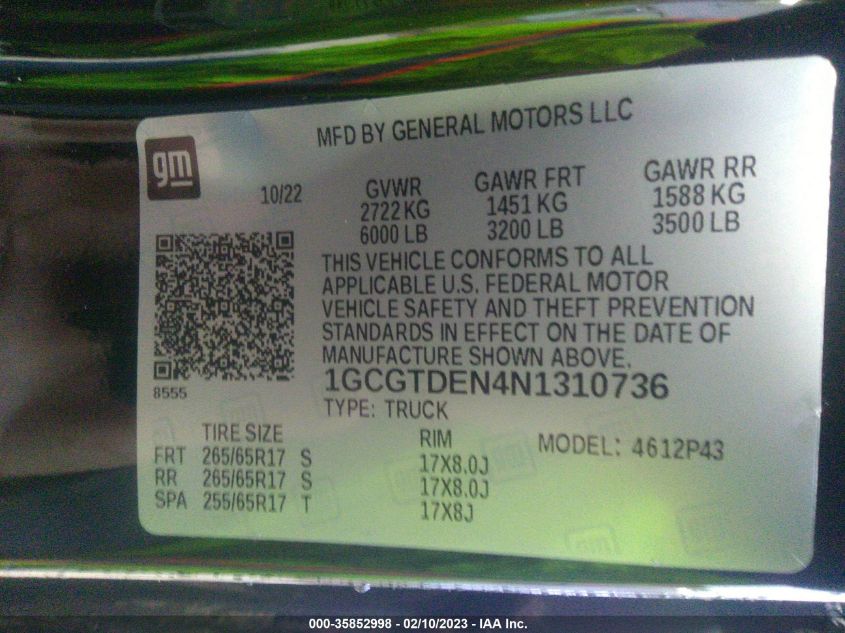 MFD BY GENERAL MOTORS LLC
gm
10/22
GVWR GAWR FRT GAWR RR
2722 KG 1451 KG 1588 KG
6000 LB 3200 LB 3500 LB
THIS VEHICLE CONFORMS TO ALL
APPLICABLE U.S. FEDERAL MOTOR
VEHICLE SAFETY AND THEFT PREVENTION
STANDARDS IN EFFECT ON THE DATE OF
MANUFACTURE SHOWN ABOVE.
8555
1GCGTDEN4N1310736
TYPE: TRUCK
TIRE SIZE RIM MODEL: 4612P43
FRT 265/65R17 S 17X8.0J
RR 265/65R17 S 17X8.0J
SPA 255/65R17 T 17X8J
gm
000-35852998 - 02/10/2023 - IAA Inc.